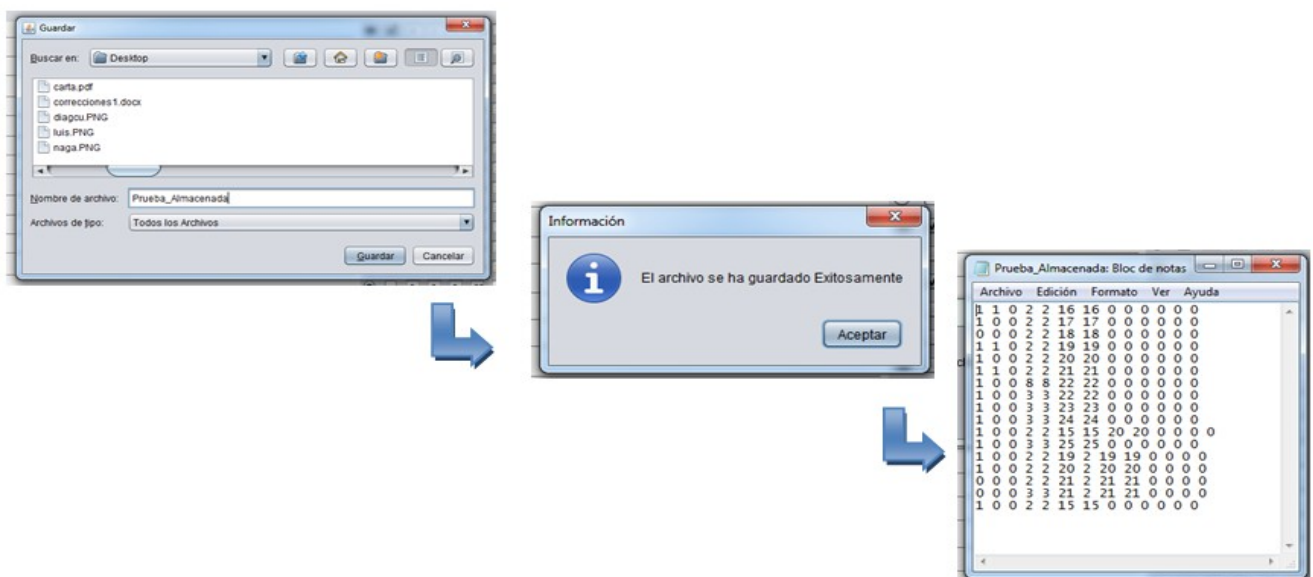 Guardar
Buscar en: Desktop
carta.pdf
correcciones1.docx
diagcu.PNG
luis.PNG
naga.PNG
Nombre de archivo: Prueba_Almacenada
Archivos de tipo: Todos los Archivos
Guardar Cancelar
Información
El archivo se ha guardado Exitosamente
Aceptar
Prueba_Almacenada: Bloc de notas
Archivo Edición Formato Ver Ayuda
1 1 0 2 2 16 16 0 0 0 0 0 0
1 0 0 2 2 17 17 0 0 0 0 0 0
0 0 0 2 2 18 18 0 0 0 0 0 0
1 1 0 2 2 19 19 0 0 0 0 0 0
1 0 0 2 2 20 20 0 0 0 0 0 0
1 1 0 2 2 21 21 0 0 0 0 0 0
1 0 0 8 8 22 22 0 0 0 0 0 0
1 0 0 3 3 22 22 0 0 0 0 0 0
1 0 0 3 3 23 23 0 0 0 0 0 0
1 0 0 3 3 24 24 0 0 0 0 0 0
1 0 0 2 2 15 15 20 20 0 0 0 0
1 0 0 3 3 25 25 0 0 0 0 0 0
1 0 0 2 2 19 2 19 19 0 0 0 0
1 0 0 2 2 20 2 20 20 0 0 0 0
0 0 0 2 2 21 2 21 21 0 0 0 0
0 0 0 3 3 21 2 21 21 0 0 0 0
1 0 0 2 2 15 15 0 0 0 0 0 0